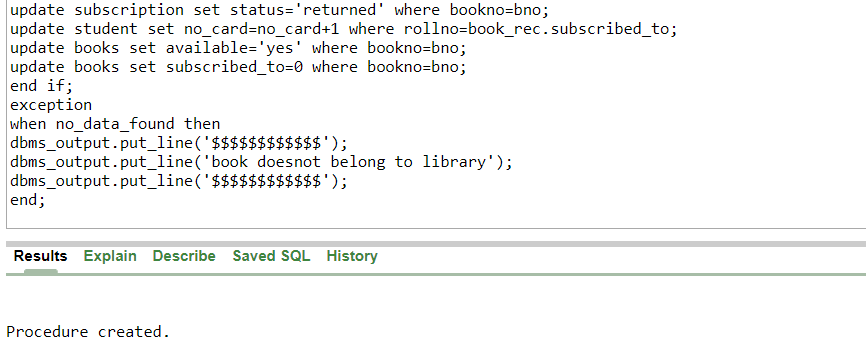 update subscription set status='returned' where bookno=bno;
update student set no_card=no_card+1 where rollno=book_rec.subscribed_to;
update books set available='yes' where bookno=bno;
update books set subscribed_to=0 where bookno=bno;
end if;
exception
when no_data_found then
dbms_output.put_line('$$$$$$$$$$$$');
dbms_output.put_line('book doesnot belong to library');
dbms_output.put_line('$$$$$$$$$$$$');
end;
Results Explain Describe Saved SQL History
Procedure created.